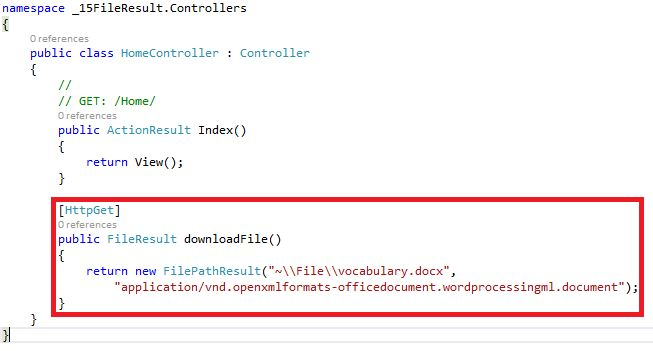 namespace _15FileResult.Controllers
{
0 references
public class HomeController : Controller
{
//
// GET: /Home/
0 references
public ActionResult Index()
{
return View();
}
[HttpGet]
0 references
public FileResult downloadFile()
{
return new FilePathResult("~\\File\\vocabulary.docx",
"application/vnd.openxmlformats-officedocument.wordprocessingml.document");
}
}
}